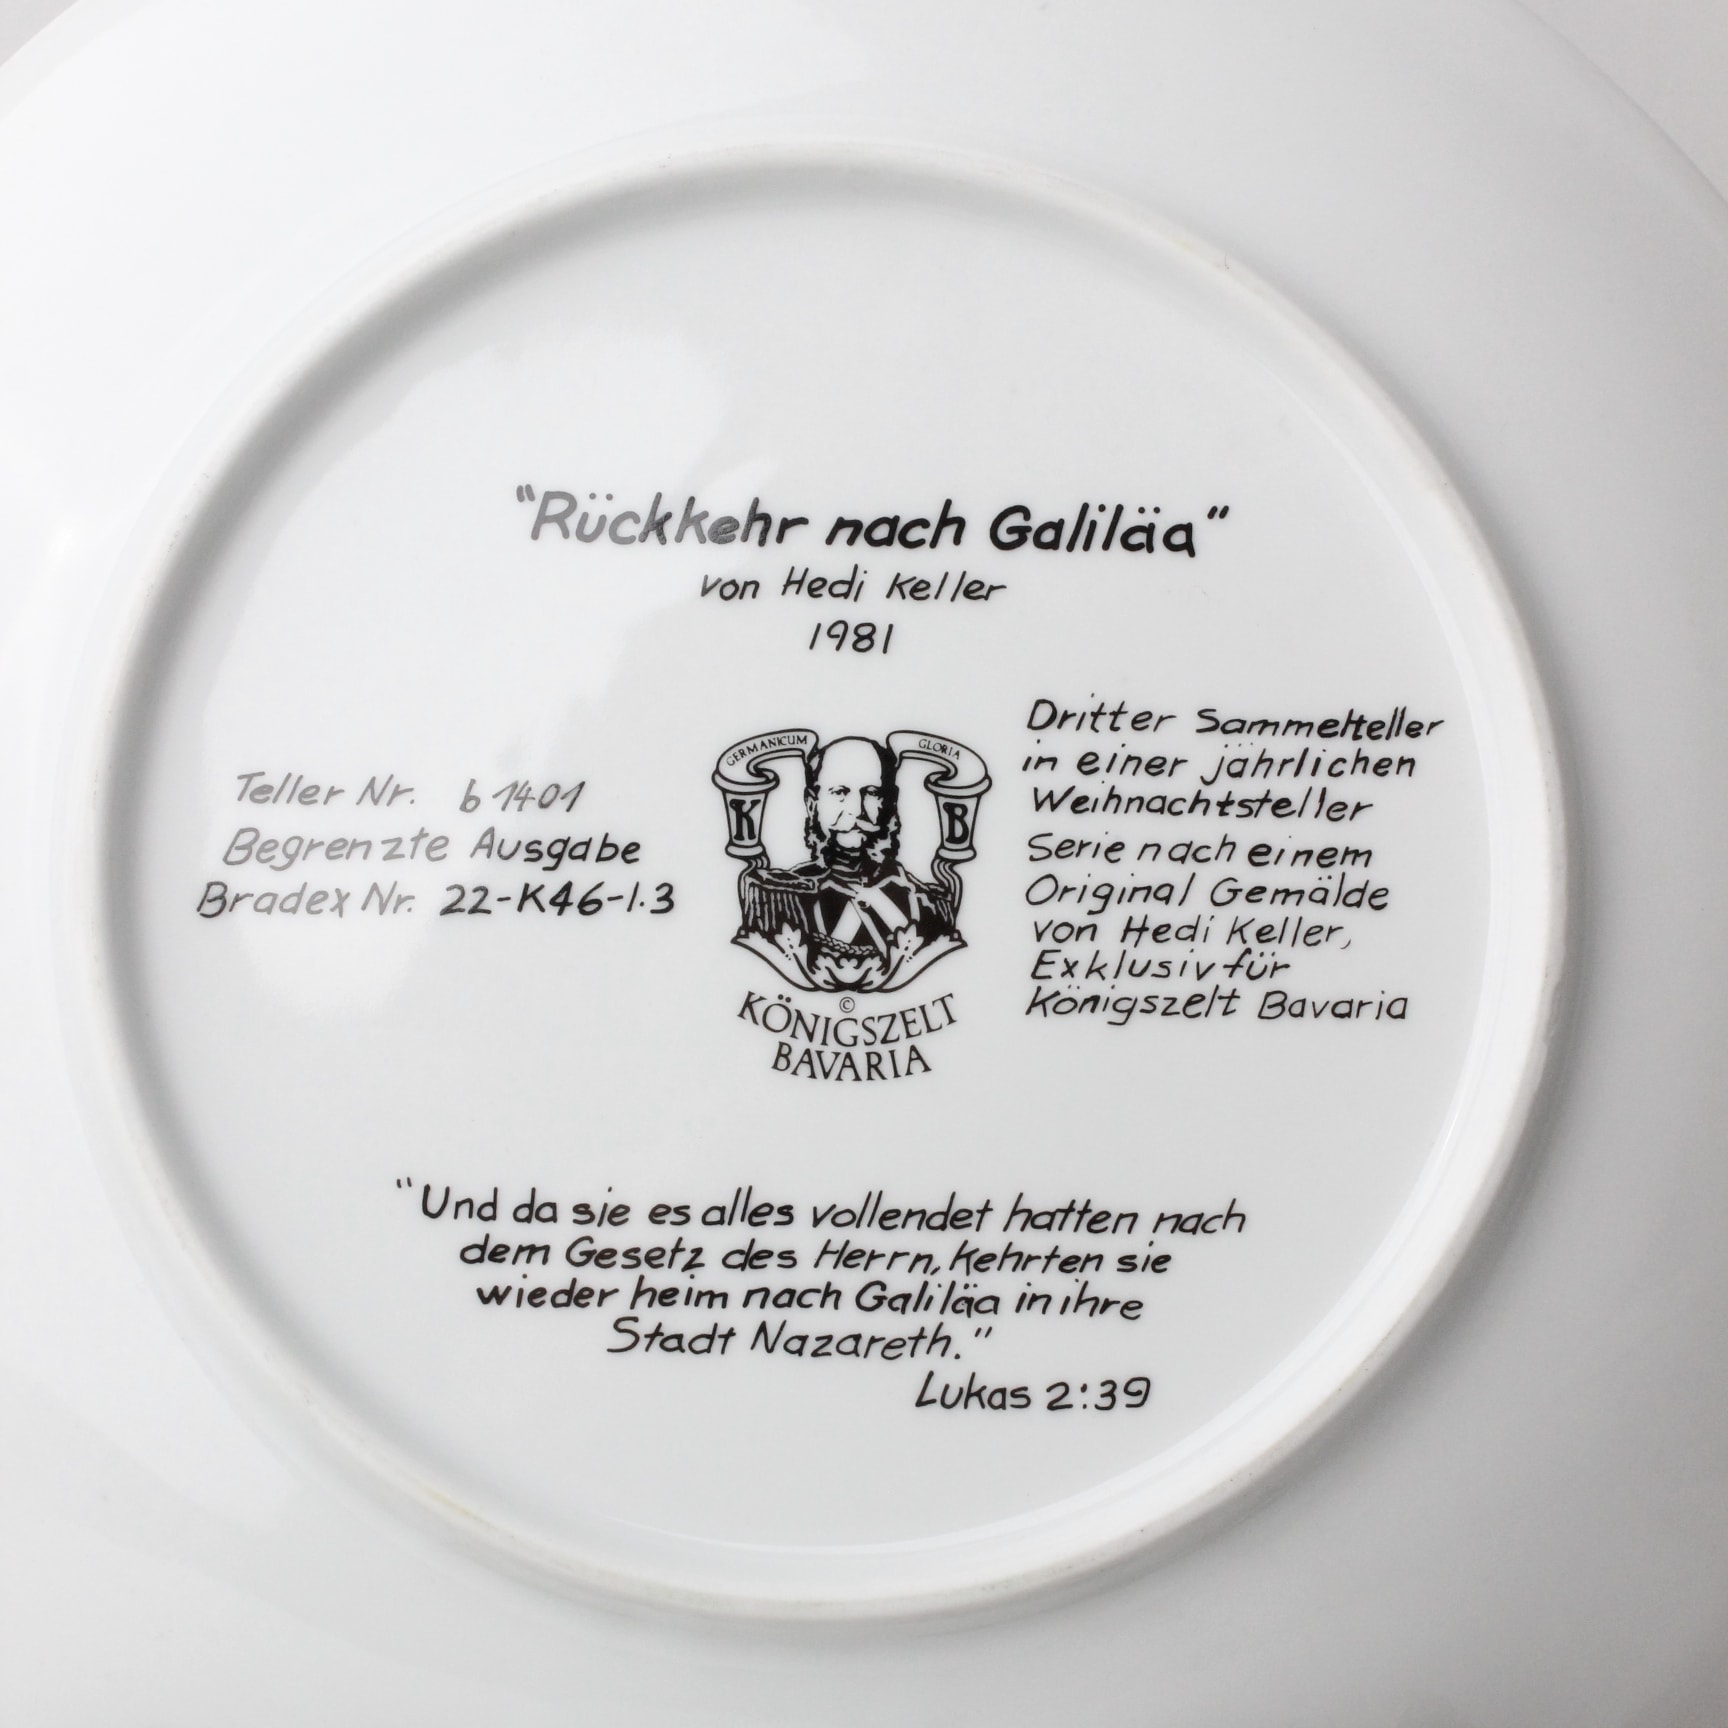 "Rückkehr nach Galiläa"
von Hedi Keller
1981
Teller Nr. b 1401
Begrenzte Ausgabe
Bradex Nr. 22-K46-1.3
GERMANICUM GLORIA
K B
©
KÖNIGSZELT
BAVARIA
Dritter Sammelteller
in einer jährlichen
Weihnachtsteller
Serie nach einem
Original Gemälde
von Hedi Keller,
Exklusiv für
Königszelt Bavaria
"Und da sie es alles vollendet hatten nach
dem Gesetz des Herrn, kehrten sie
wieder heim nach Galiläa in ihre
Stadt Nazareth."
Lukas 2:39